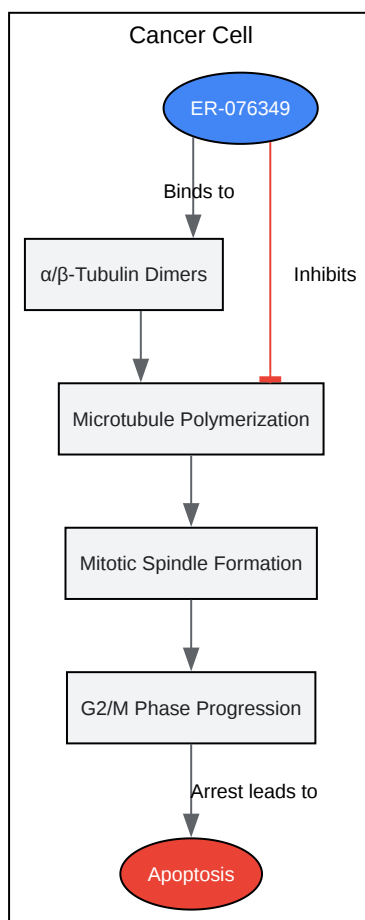 Cancer Cell
ER-076349
Binds to
α/β-Tubulin Dimers
Inhibits
Microtubule Polymerization
Mitotic Spindle Formation
G2/M Phase Progression
Arrest leads to
Apoptosis